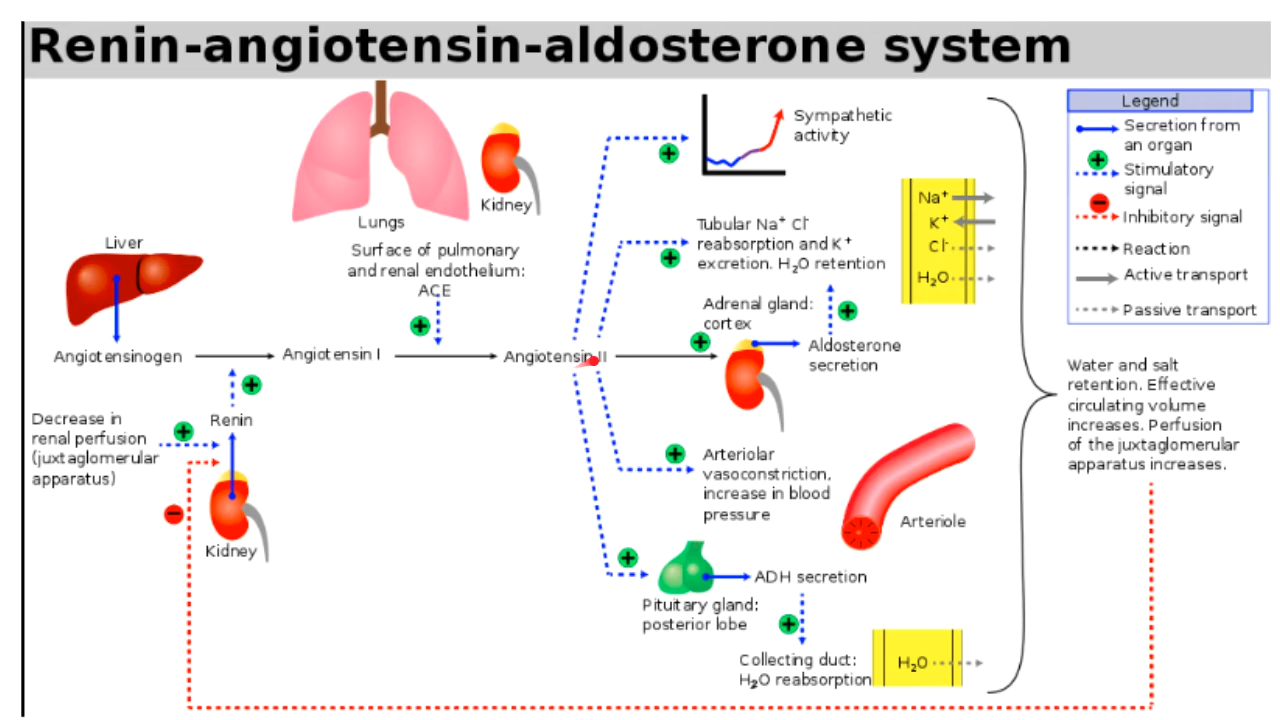 Renin-angiotensin-aldosterone system
Lungs
Kidney
Liver
Surface of pulmonary
and renal endothelium:
ACE
Angiotensinogen
Angiotensin I
Angiotensin II
Decrease in
renal perfusion
(juxtaglomerular
apparatus)
Renin
Kidney
Sympathetic
activity
Tubular Na⁺ Cl⁻
reabsorption and K⁺
excretion. H₂O retention
Na⁺
K⁺
Cl⁻
H₂O
Adrenal gland:
cortex
Aldosterone
secretion
Arteriolar
vasoconstriction,
increase in blood
pressure
Arteriole
ADH secretion
Pituitary gland:
posterior lobe
Collecting duct:
H₂O reabsorption
H₂O
Legend
Secretion from
an organ
Stimulatory
signal
Inhibitory signal
Reaction
Active transport
Passive transport
Water and salt
retention. Effective
circulating volume
increases. Perfusion
of the juxtaglomerular
apparatus increases.